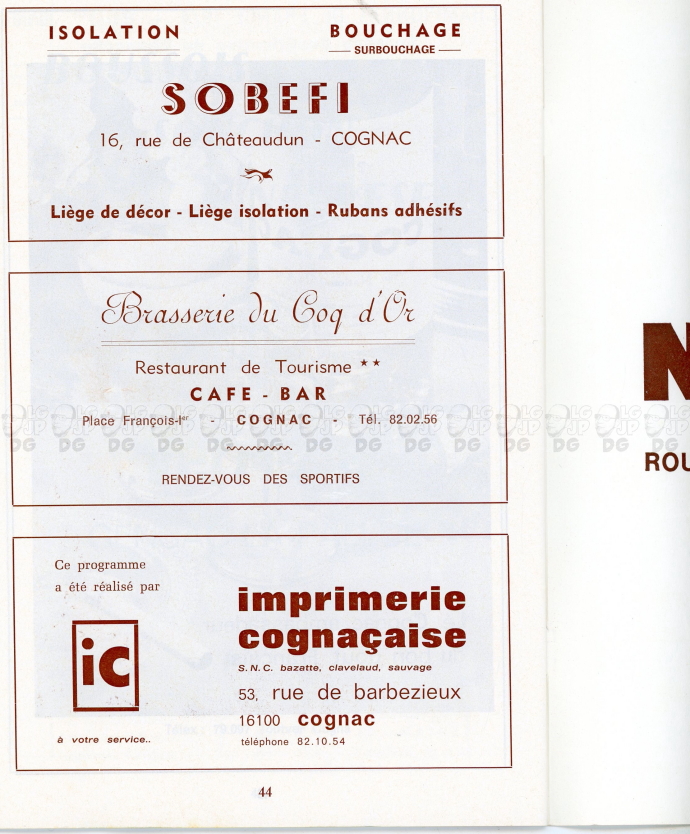 ISOLATION
BOUCHAGE
SURBOUCHAGE
SOBEFI
16, rue de Châteaudun - COGNAC
Liège de décor - Liège isolation - Rubans adhésifs
Brasserie du Coq d'Or
Restaurant de Tourisme **
CAFE - BAR
Place François-Ier - COGNAC - Tél. 82.02.56
RENDEZ-VOUS DES SPORTIFS
Ce programme
a été réalisé par
ic
à votre service..
imprimerie
cognaçaise
S.N.C. bazatte, clavelaud, sauvage
53, rue de barbezieux
16100 cognac
téléphone 82.10.54
44
N
ROU